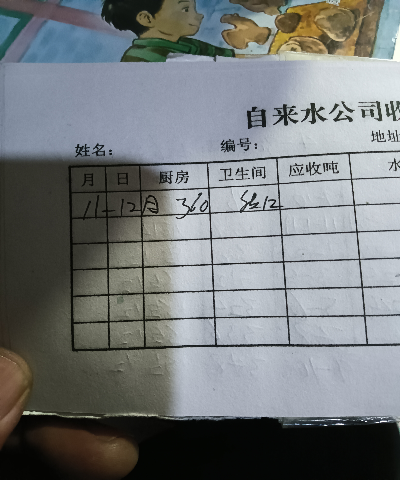 自来水公司收
姓名: 编号: 地址
月 日 厨房 卫生间 应收吨 水
11-12月 360